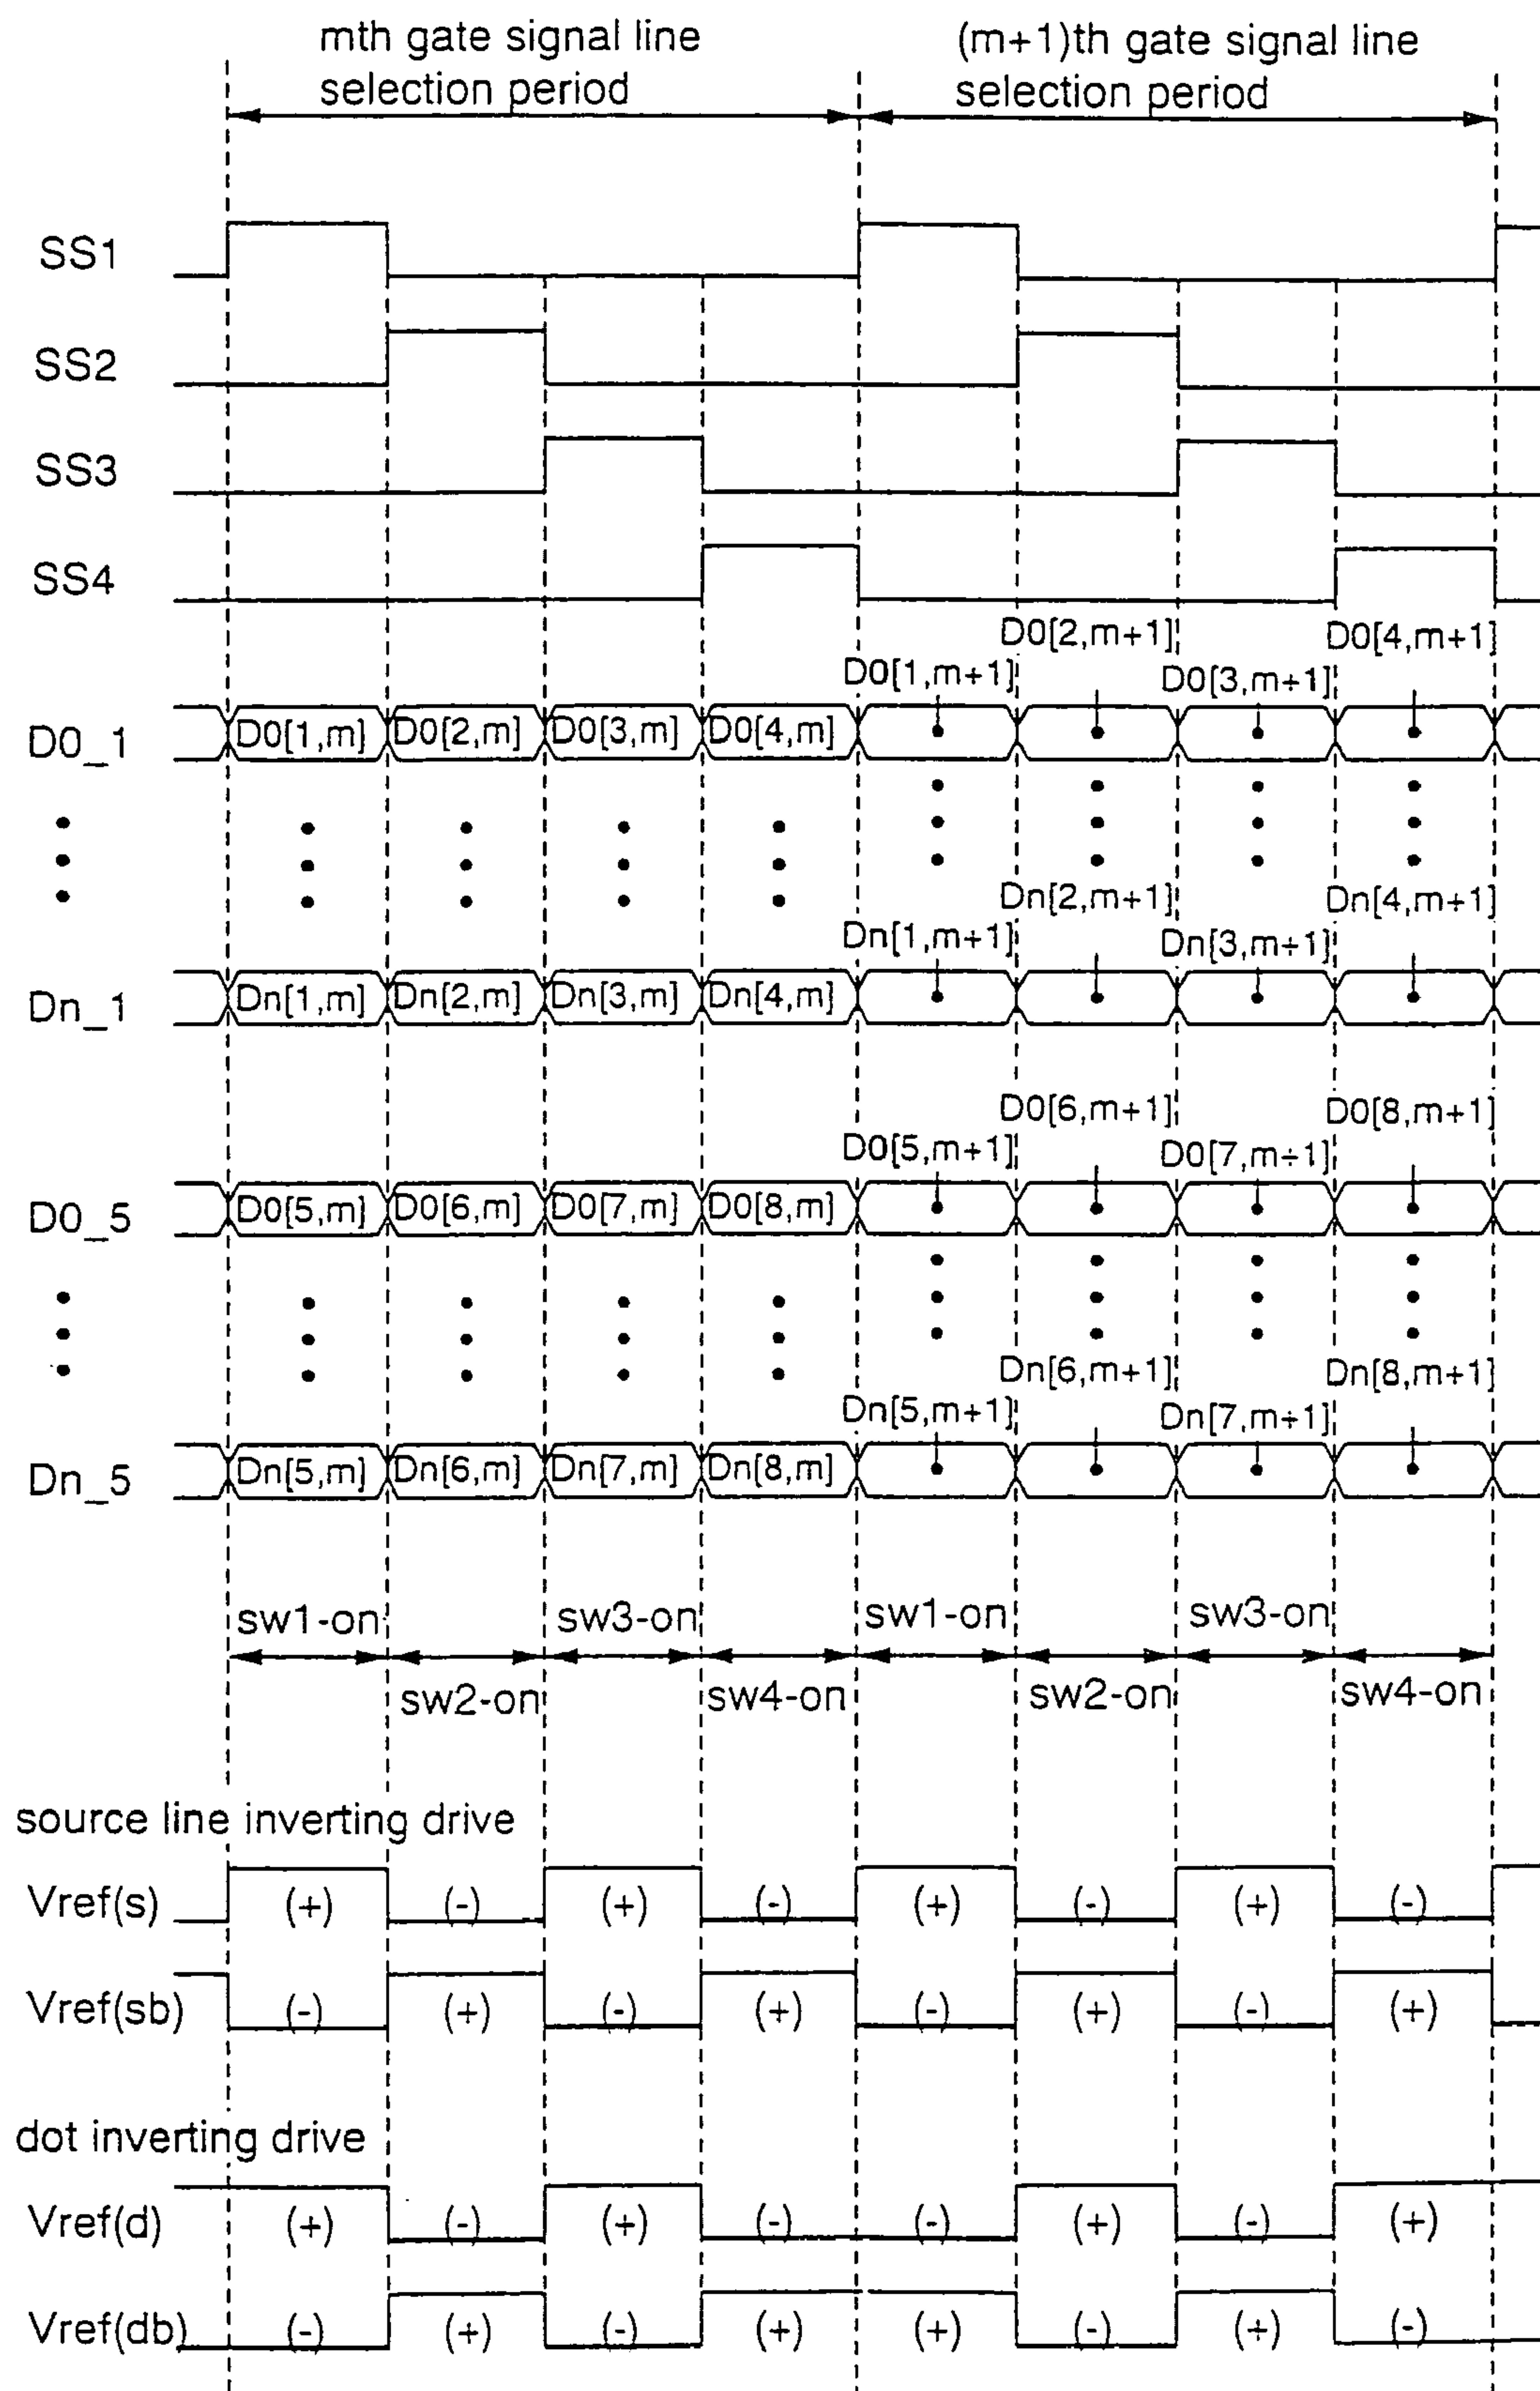 mth gate signal line
selection period
(m+1)th gate signal line
selection period
SS1
SS2
SS3
SS4
D0[2,m+1] D0[4,m+1]
D0[1,m+1] D0[3,m+1]
D0_1 D0[1,m] D0[2,m] D0[3,m] D0[4,m]
Dn[2,m+1] Dn[4,m+1]
Dn[1,m+1] Dn[3,m+1]
Dn_1 Dn[1,m] Dn[2,m] Dn[3,m] Dn[4,m]
D0[6,m+1] D0[8,m+1]
D0[5,m+1] D0[7,m+1]
D0_5 D0[5,m] D0[6,m] D0[7,m] D0[8,m]
Dn[6,m+1] Dn[8,m+1]
Dn[5,m+1] Dn[7,m+1]
Dn_5 Dn[5,m] Dn[6,m] Dn[7,m] Dn[8,m]
sw1-on sw3-on sw1-on sw3-on
sw2-on sw4-on sw2-on sw4-on
source line inverting drive
Vref(s) (+) (-) (+) (-) (+) (-) (+) (-)
Vref(sb) (-) (+) (-) (+) (-) (+) (-) (+)
dot inverting drive
Vref(d) (+) (-) (+) (-) (-) (+) (-) (+)
Vref(db) (-) (+) (-) (+) (+) (-) (+) (-)